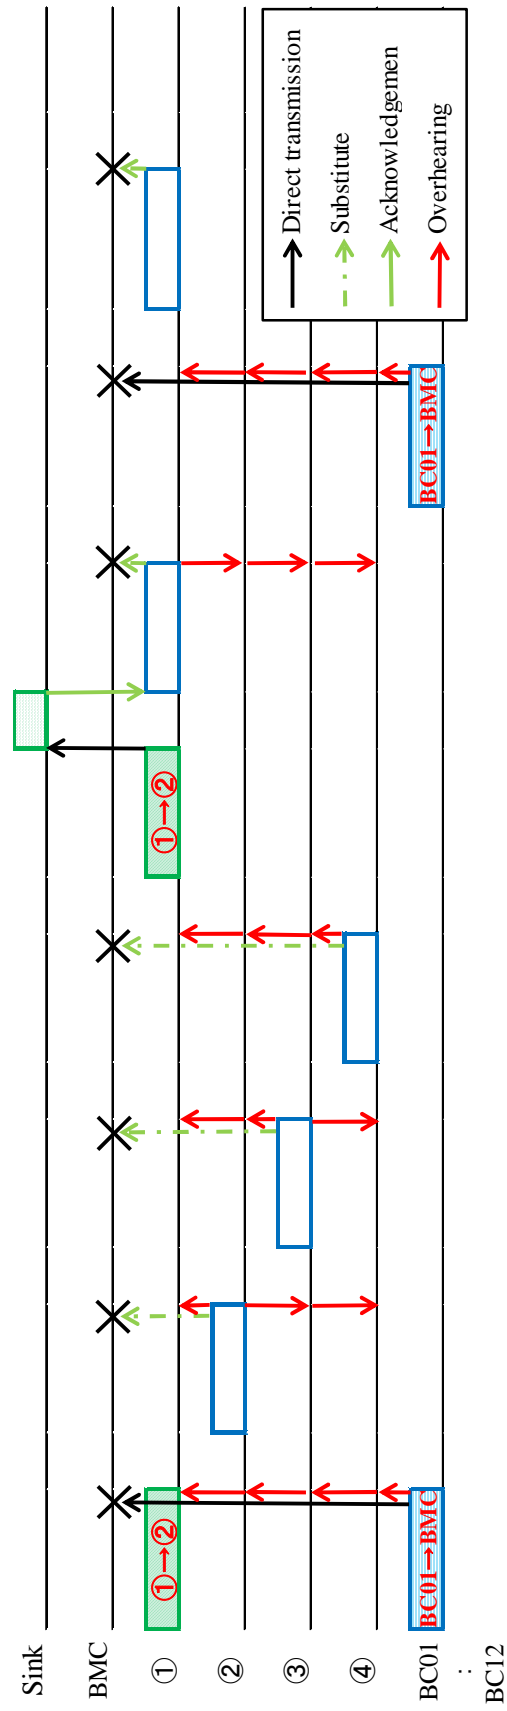 Sink
BMC
①
①→②
①→②
②
③
④
BC01
BC01→BMC
BC01→BMC
:
BC12
Direct transmission
Substitute
Acknowledgemen
Overhearing